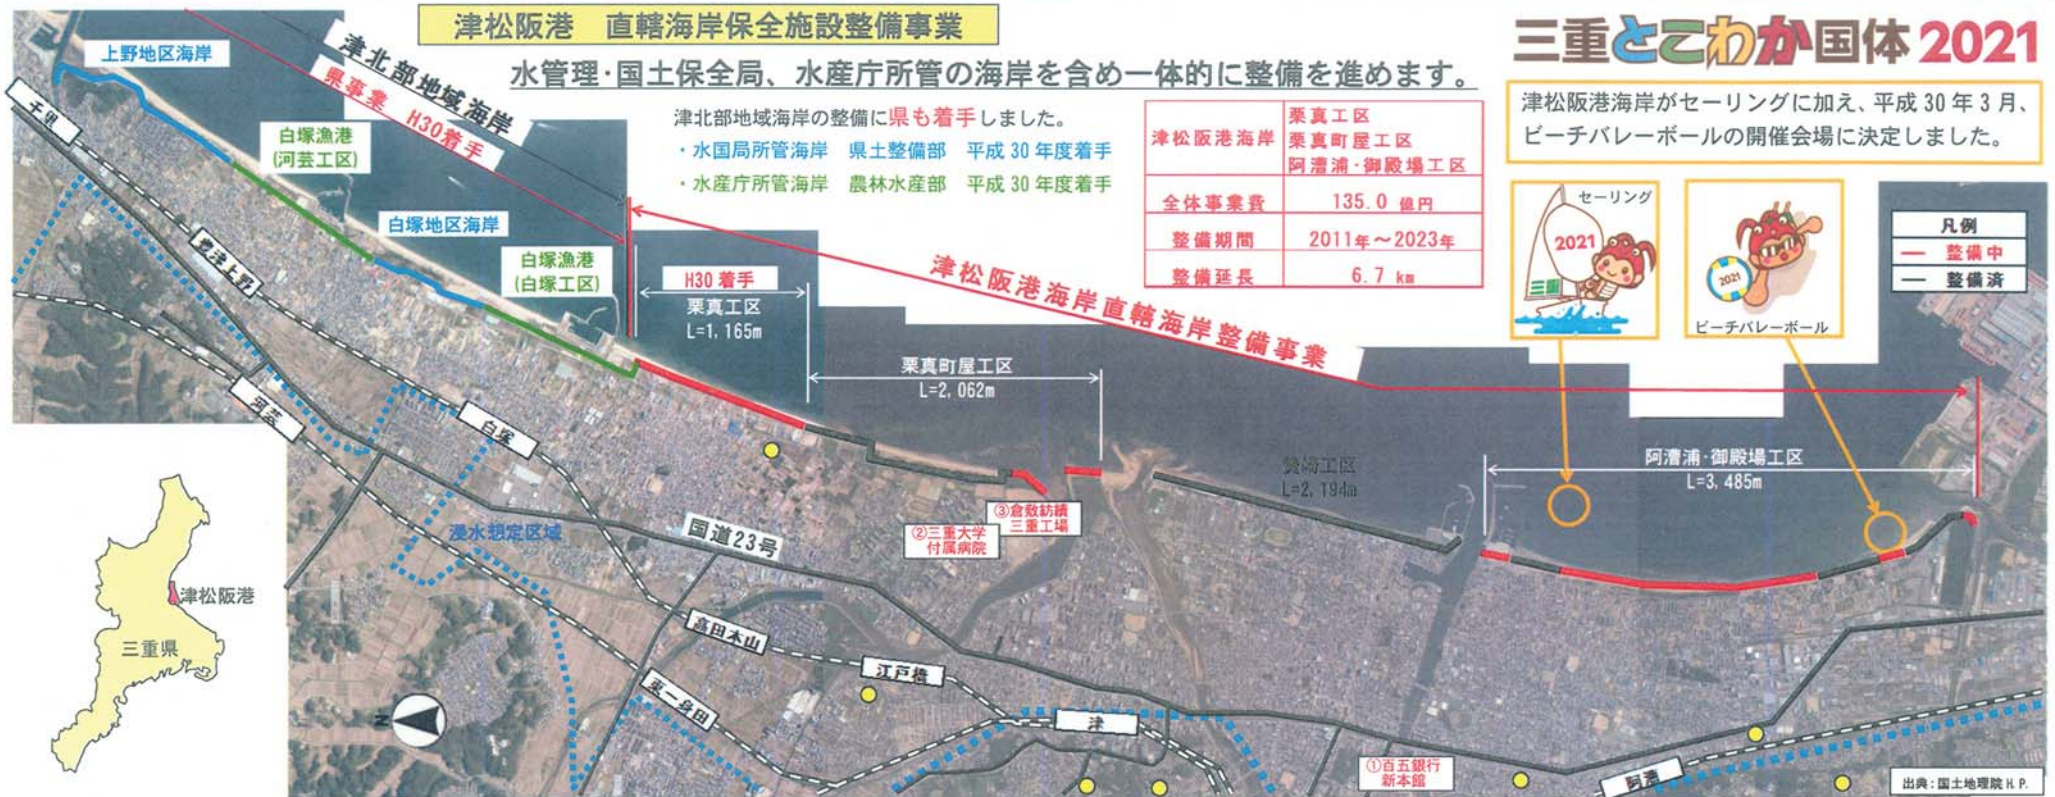 津松阪港 直轄海岸保全施設整備事業
水管理・国土保全局、水産庁所管の海岸を含め一体的に整備を進めます。
三重とこわか国体 2021
津松阪港海岸がセーリングに加え、平成30年3月、
ビーチバレーボールの開催会場に決定しました。
津北部地域海岸の整備に県も着手しました。
・水国局所管海岸 県土整備部 平成30年度着手
・水産庁所管海岸 農林水産部 平成30年度着手
津松阪港海岸
栗真工区
栗真町屋工区
阿漕浦・御殿場工区
全体事業費 135.0 億円
整備期間 2011年~2023年
整備延長 6.7 km
セーリング
2021
三重
2021
ビーチバレーボール
凡例
整備中
整備済
上野地区海岸
津北部地域海岸
県事業 H30着手
白塚漁港
(河芸工区)
白塚地区海岸
白塚漁港
(白塚工区)
H30 着手
栗真工区
L=1,165m
津松阪港海岸直轄海岸整備事業
栗真町屋工区
L=2,062m
贄崎工区
L=2,194m
阿漕浦・御殿場工区
L=3,485m
千里
豊津上野
河芸
白塚
浸水想定区域
国道23号
②三重大学
付属病院
③倉敷紡績
三重工場
高田本山
江戸橋
東一身田
津
①百五銀行
新本館
阿漕
津松阪港
三重県
N
出典:国土地理院 H.P.